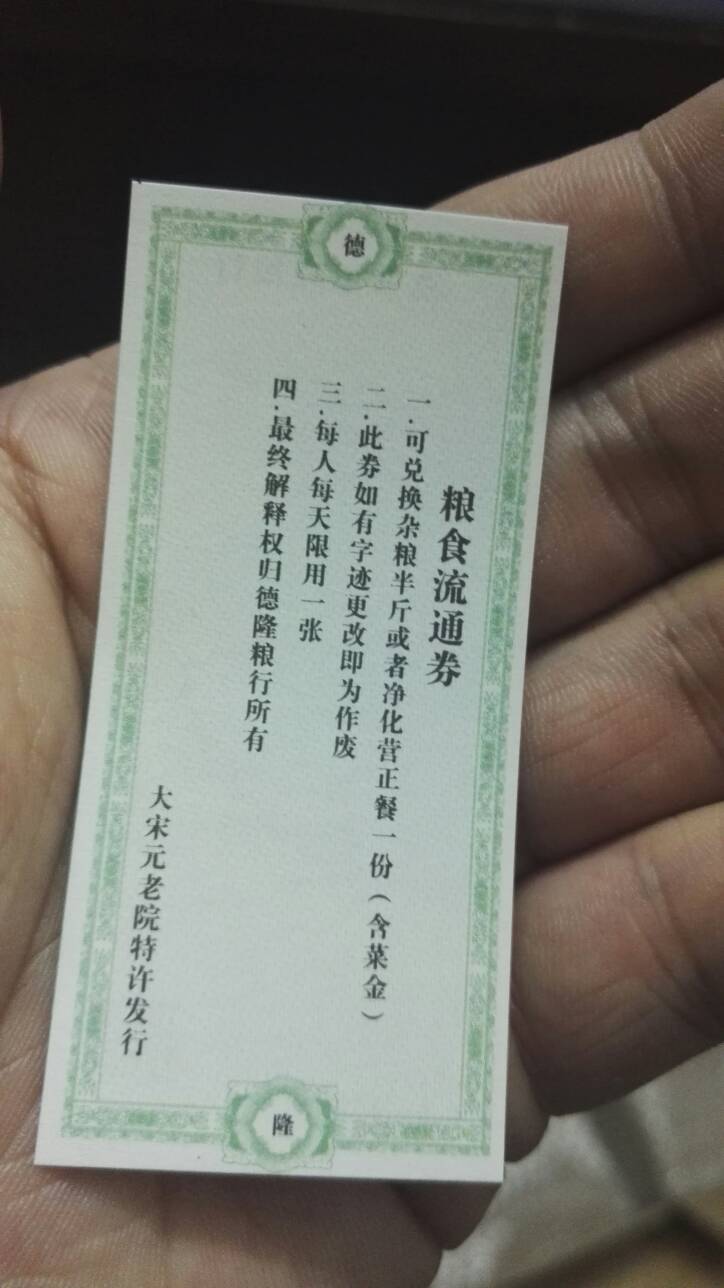 德
粮食流通券
一.可兑换杂粮半斤或者净化营正餐一份(含菜金)
二.此券如有字迹更改即为作废
三.每人每天限用一张
四.最终解释权归德隆粮行所有
大宋元老院特许发行
隆